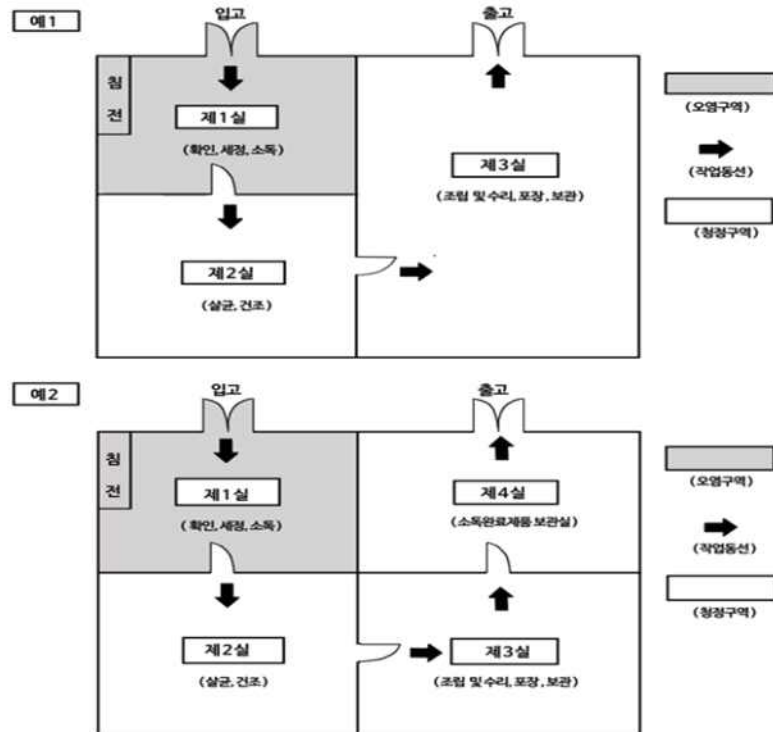 예1
입고
출고
침
전
제1실
(확인, 세정, 소독)
제3실
(조립 및 수리, 포장, 보관)
제2실
(살균, 건조)
(오염구역)
(작업동선)
(청정구역)
예2
입고
출고
침
전
제1실
(확인, 세정, 소독)
제4실
(소독완료제품 보관실)
제2실
(살균, 건조)
제3실
(조립 및 수리, 포장, 보관)
(오염구역)
(작업동선)
(청정구역)